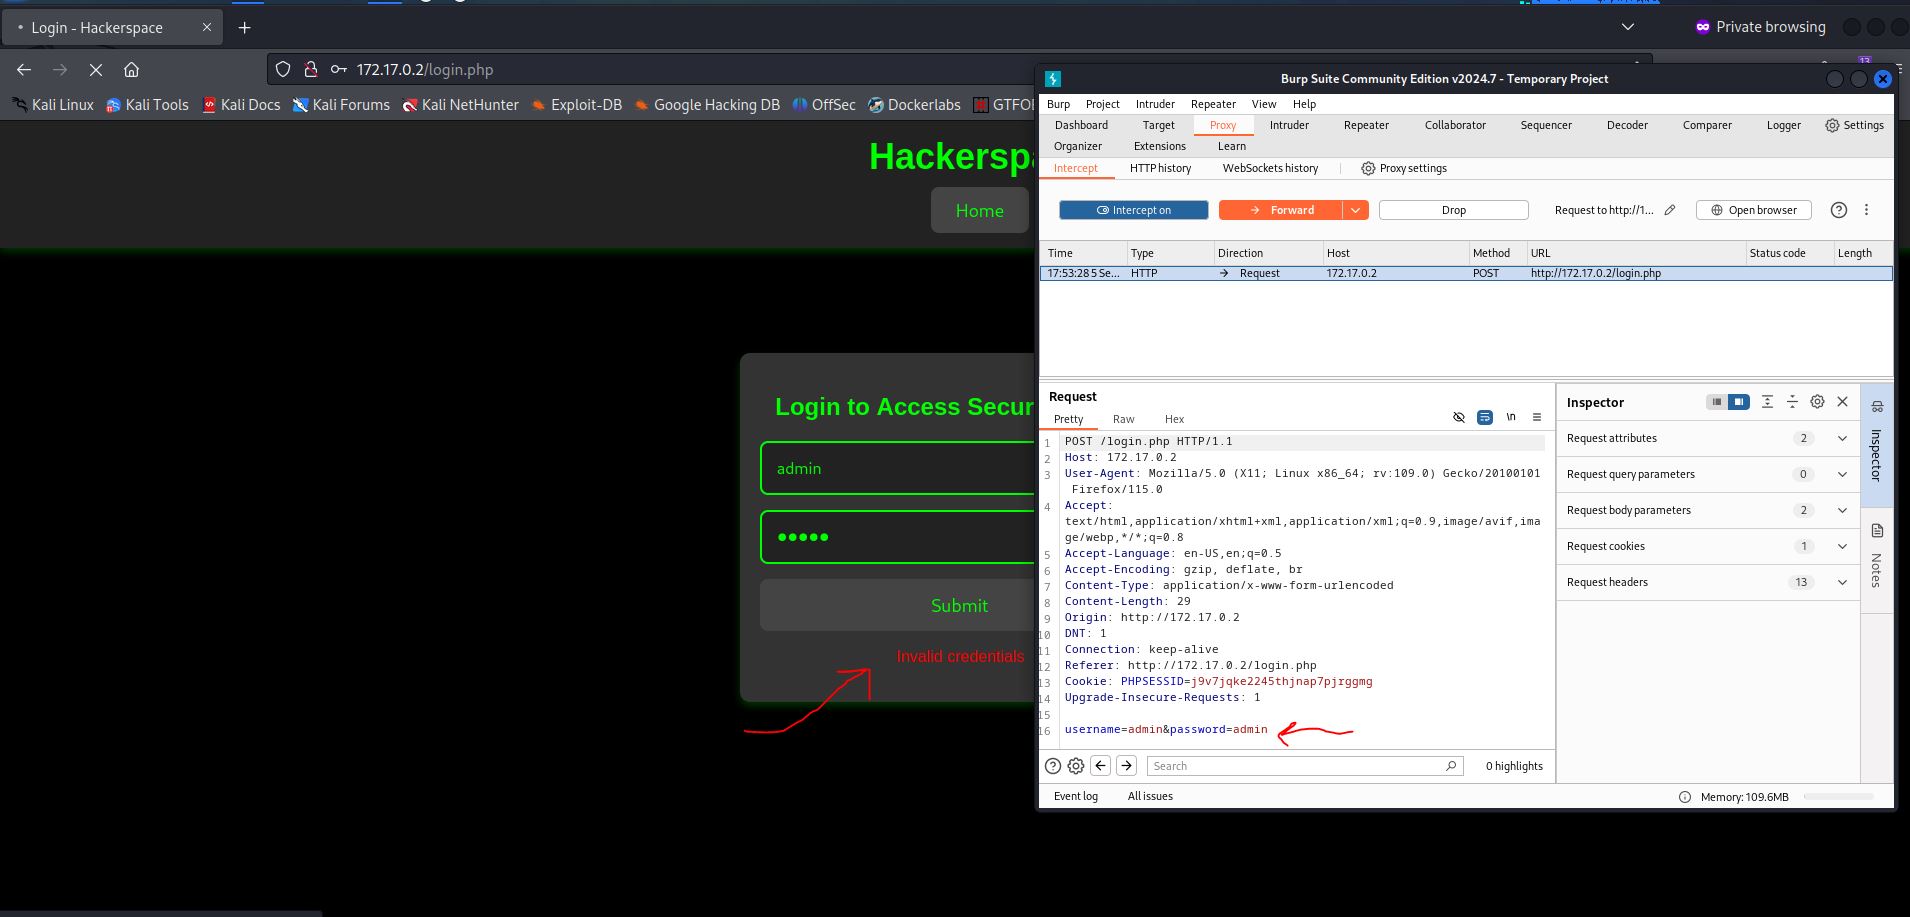 Login - Hackerspace
Private browsing
172.17.0.2/login.php
13
Kali Linux Kali Tools Kali Docs Kali Forums Kali NetHunter Exploit-DB Google Hacking DB OffSec Dockerlabs
Home
Login to Access
admin
Submit
Invalid credentials
Burp Suite Community Edition v2024.7 - Temporary Project
Burp Project Intruder Repeater View Help
Dashboard Target Proxy Intruder Repeater Collaborator Sequencer Decoder Comparer Logger Settings
Organizer Extensions Learn
Intercept HTTP history WebSockets history Proxy settings
Intercept on Forward Drop Request to http://1... Open browser
Time Type Direction Host Method URL Status code Length
17:53:28 5 Se... HTTP Request 172.17.0.2 POST http://172.17.0.2/login.php
Request
Pretty Raw Hex \n
1 POST /login.php HTTP/1.1
2 Host: 172.17.0.2
3 User-Agent: Mozilla/5.0 (X11; Linux x86_64; rv:109.0) Gecko/20100101
Firefox/115.0
4 Accept:
text/html,application/xhtml+xml,application/xml;q=0.9,image/avif,ima
ge/webp,*/*;q=0.8
5 Accept-Language: en-US,en;q=0.5
6 Accept-Encoding: gzip, deflate, br
7 Content-Type: application/x-www-form-urlencoded
8 Content-Length: 29
9 Origin: http://172.17.0.2
10 DNT: 1
11 Connection: keep-alive
12 Referer: http://172.17.0.2/login.php
13 Cookie: PHPSESSID=j9v7jqke2245thjnap7pjrggmg
14 Upgrade-Insecure-Requests: 1
15
16 username=admin&password=admin
Search 0 highlights
Event log All issues Memory: 109.6MB
Inspector
Request attributes 2
Request query parameters 0
Request body parameters 2
Request cookies 1
Request headers 13
Inspector
Notes